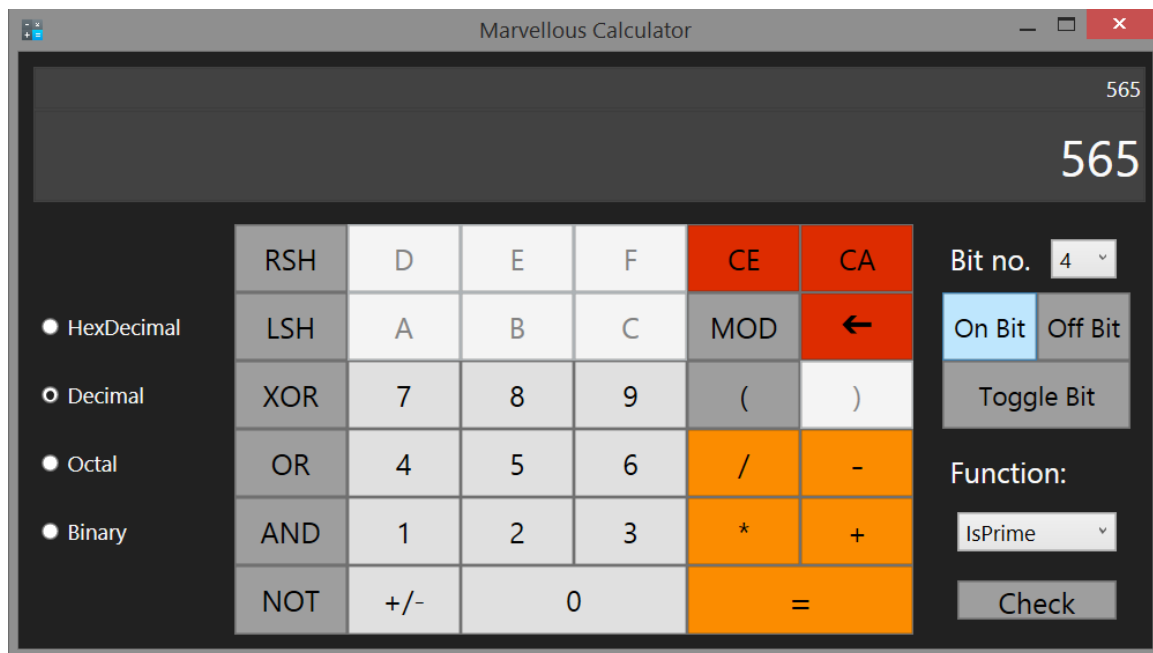 Marvellous Calculator
565
565
RSH D E F CE CA Bit no. 4
HexDecimal LSH A B C MOD ← On Bit Off Bit
Decimal XOR 7 8 9 ( ) Toggle Bit
Octal OR 4 5 6 / - Function:
Binary AND 1 2 3 * + IsPrime
NOT +/- 0 = Check